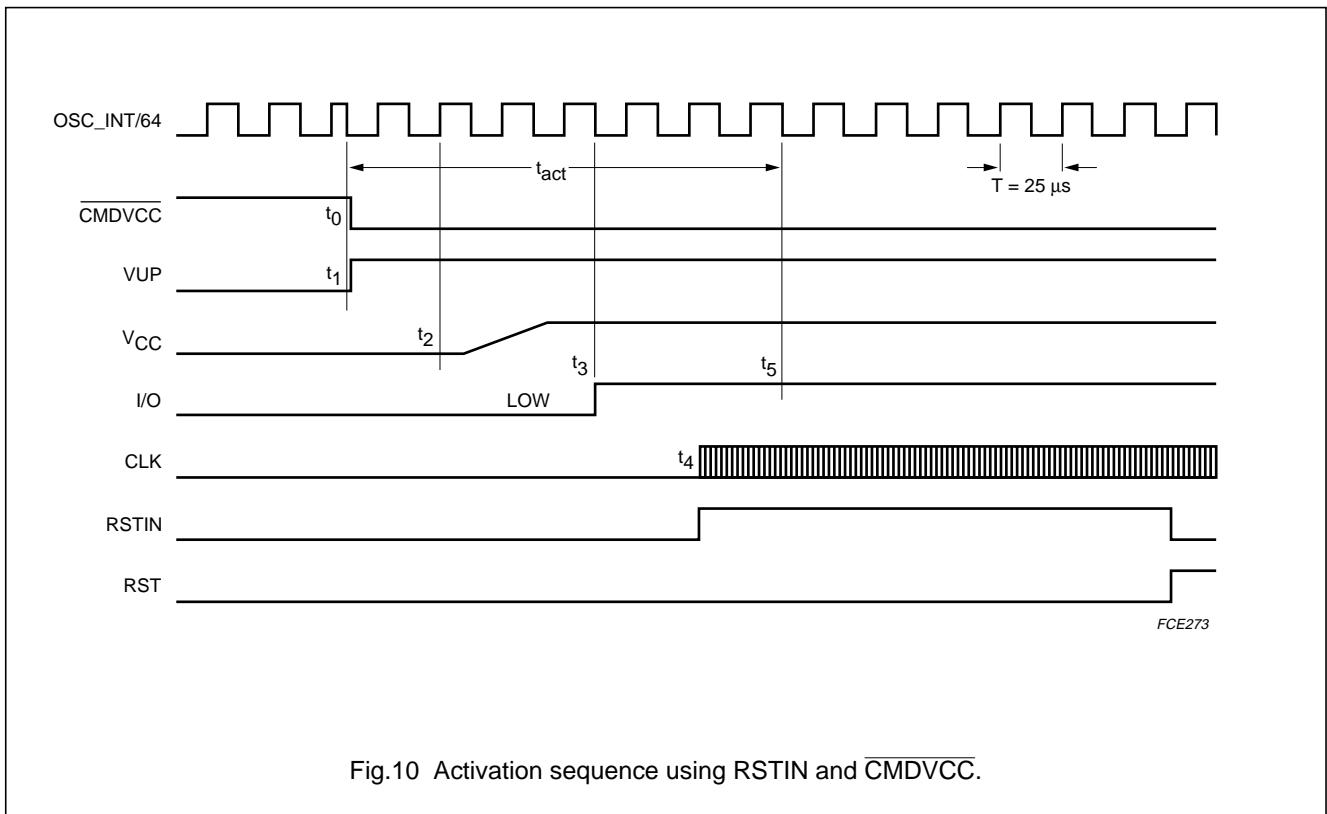 OSC_INT/64
tact
T = 25 μs
CMDVCC
t0
VUP
t1
VCC
t2
t3
t5
I/O
LOW
CLK
t4
RSTIN
RST
FCE273
Fig.10 Activation sequence using RSTIN and CMDVCC.